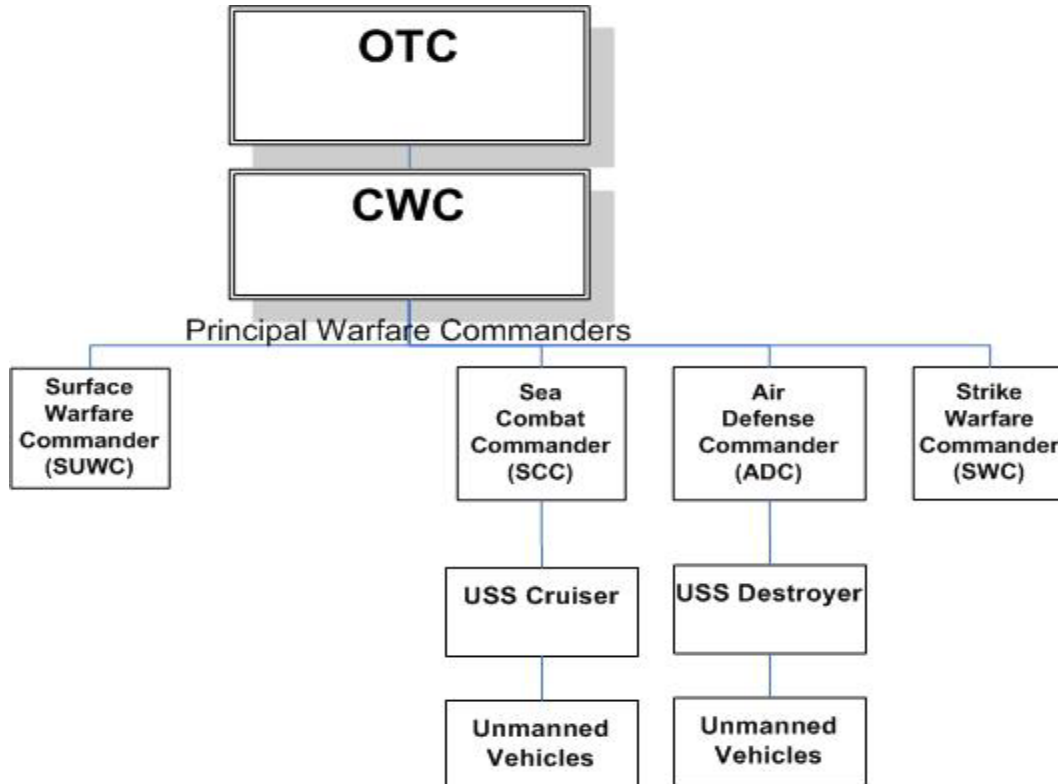 OTC
CWC
Principal Warfare Commanders
Surface
Warfare
Commander
(SUWC)
Sea
Combat
Commander
(SCC)
Air
Defense
Commander
(ADC)
Strike
Warfare
Commander
(SWC)
USS Cruiser
USS Destroyer
Unmanned
Vehicles
Unmanned
Vehicles